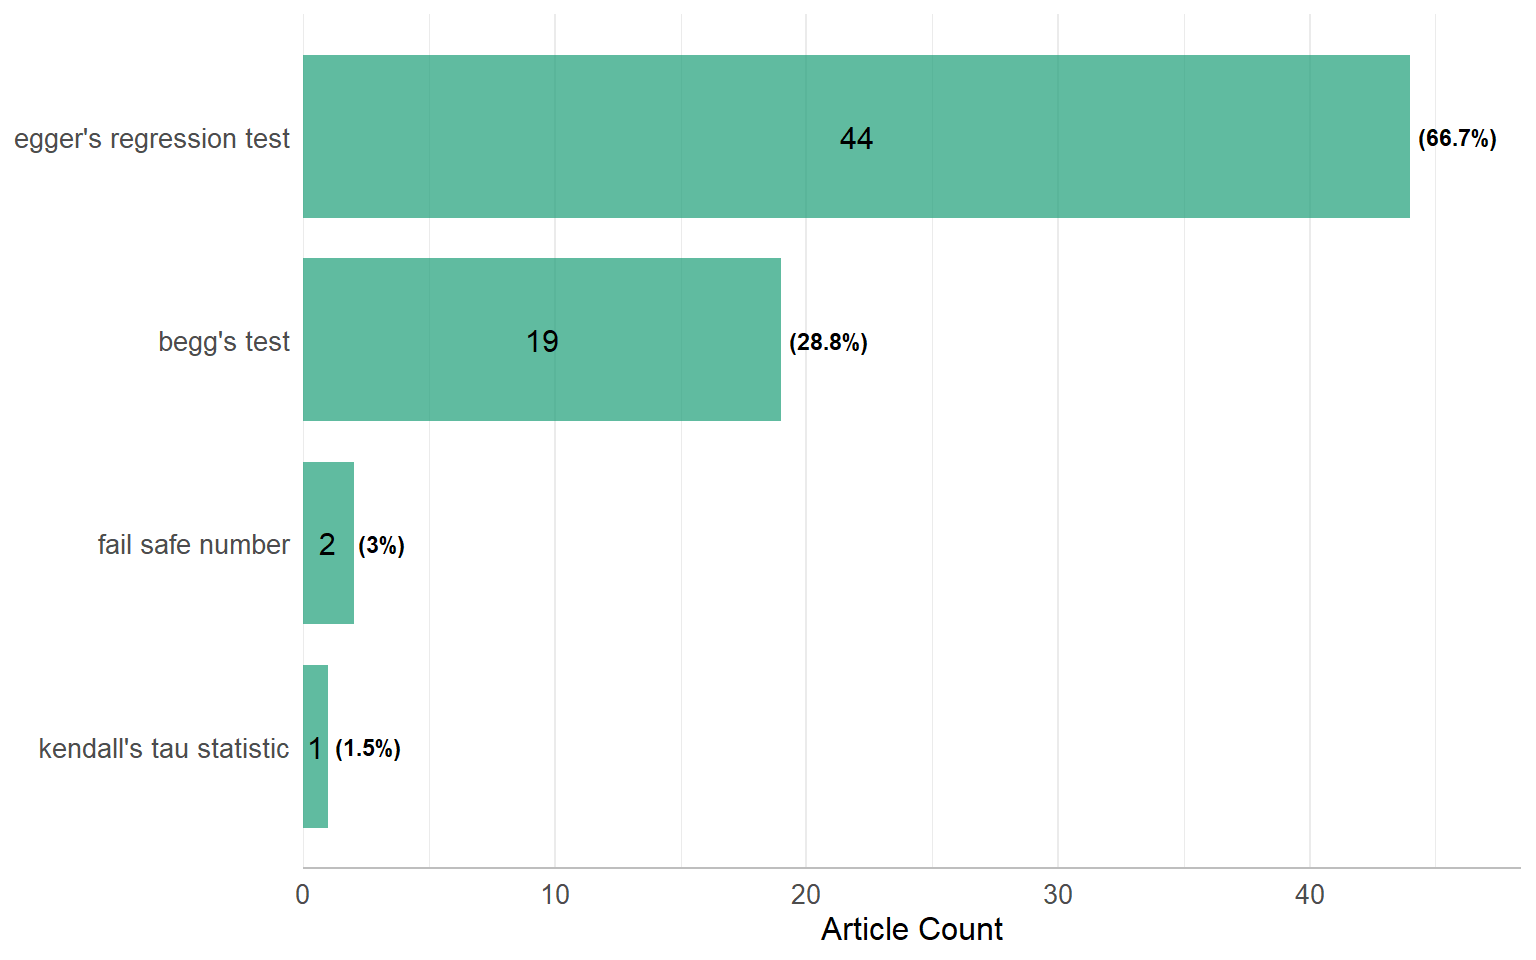 egger's regression test
44
(66.7%)
begg's test
19
(28.8%)
fail safe number
2
(3%)
kendall's tau statistic
1
(1.5%)
0
10
20
30
40
Article Count